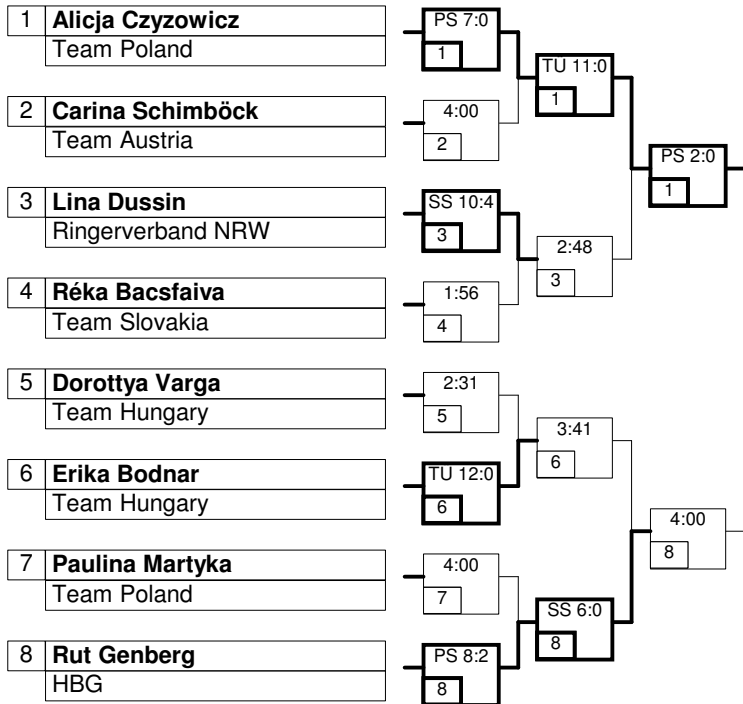 1 Alicja Czyzowicz
Team Poland
PS 7:0
1
TU 11:0
1
2 Carina Schimböck
Team Austria
4:00
2
PS 2:0
1
3 Lina Dussin
Ringerverband NRW
SS 10:4
3
2:48
3
4 Réka Bacsfaiva
Team Slovakia
1:56
4
5 Dorottya Varga
Team Hungary
2:31
5
3:41
6
6 Erika Bodnar
Team Hungary
TU 12:0
6
4:00
8
7 Paulina Martyka
Team Poland
4:00
7
SS 6:0
8
8 Rut Genberg
HBG
PS 8:2
8